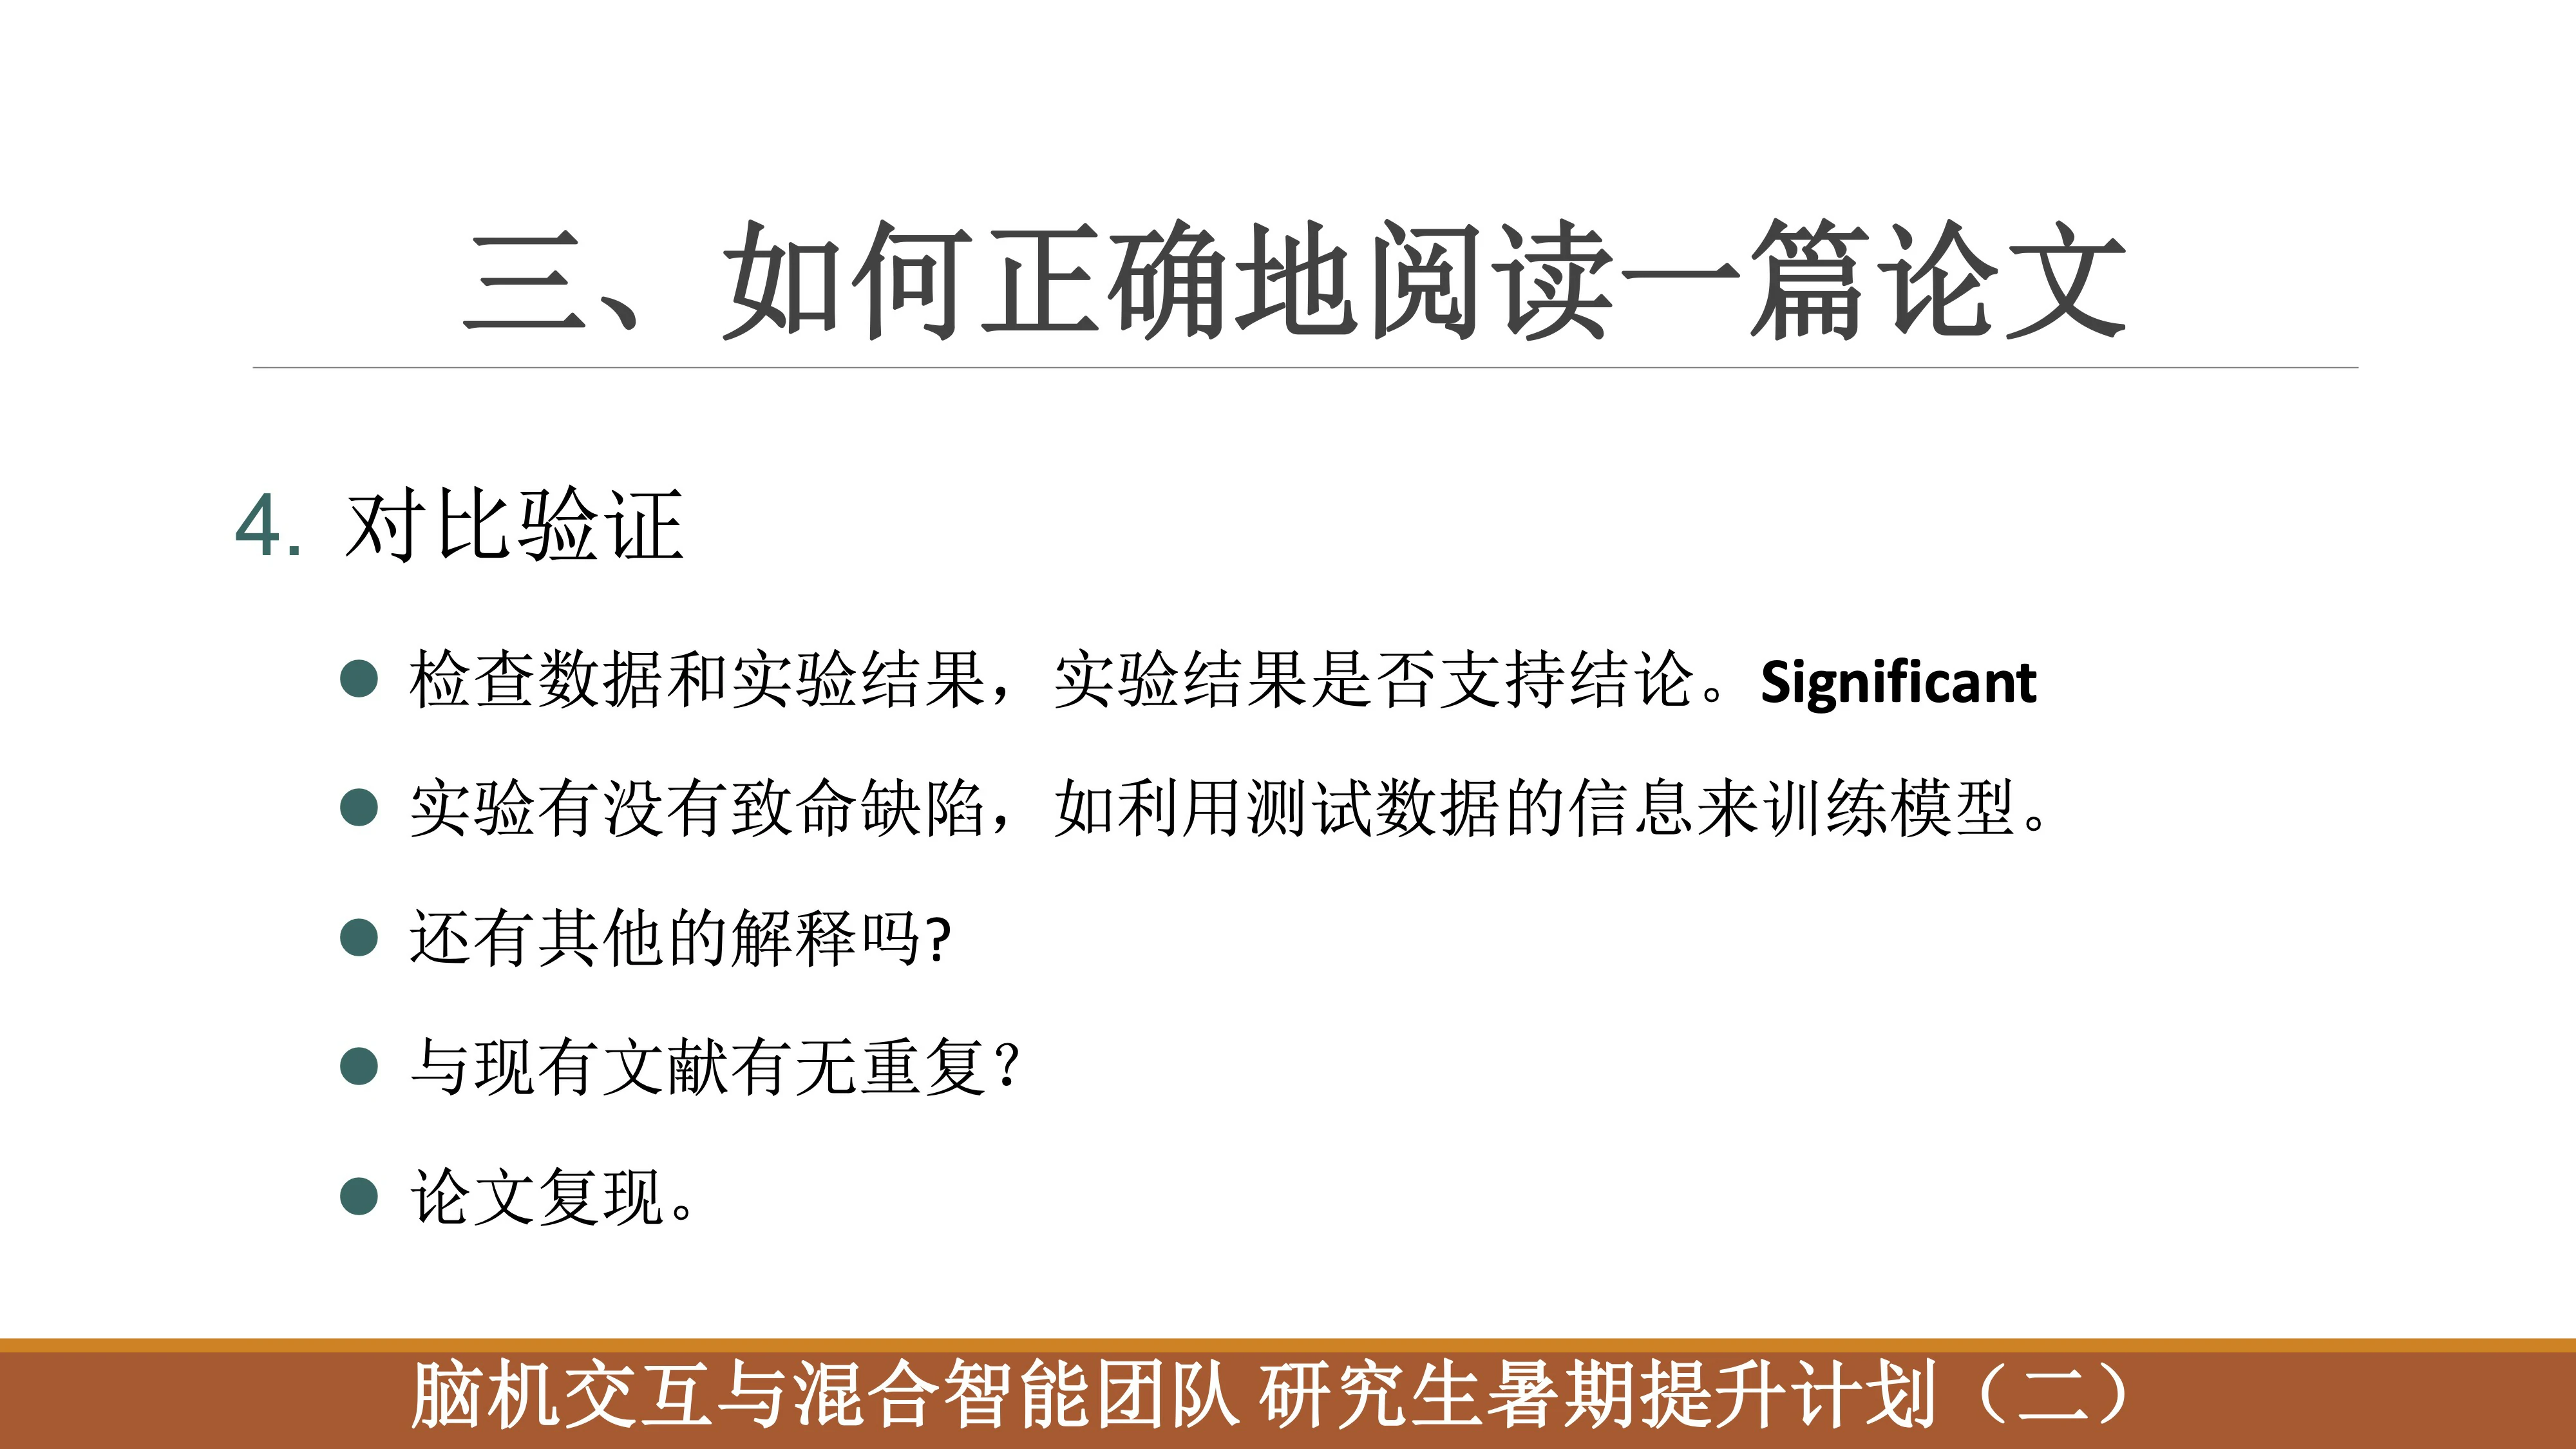 三、如何正确地阅读一篇论文
4. 对比验证
● 检查数据和实验结果，实验结果是否支持结论。Significant
● 实验有没有致命缺陷，如利用测试数据的信息来训练模型。
● 还有其他的解释吗?
● 与现有文献有无重复？
● 论文复现。
脑机交互与混合智能团队 研究生暑期提升计划（二）